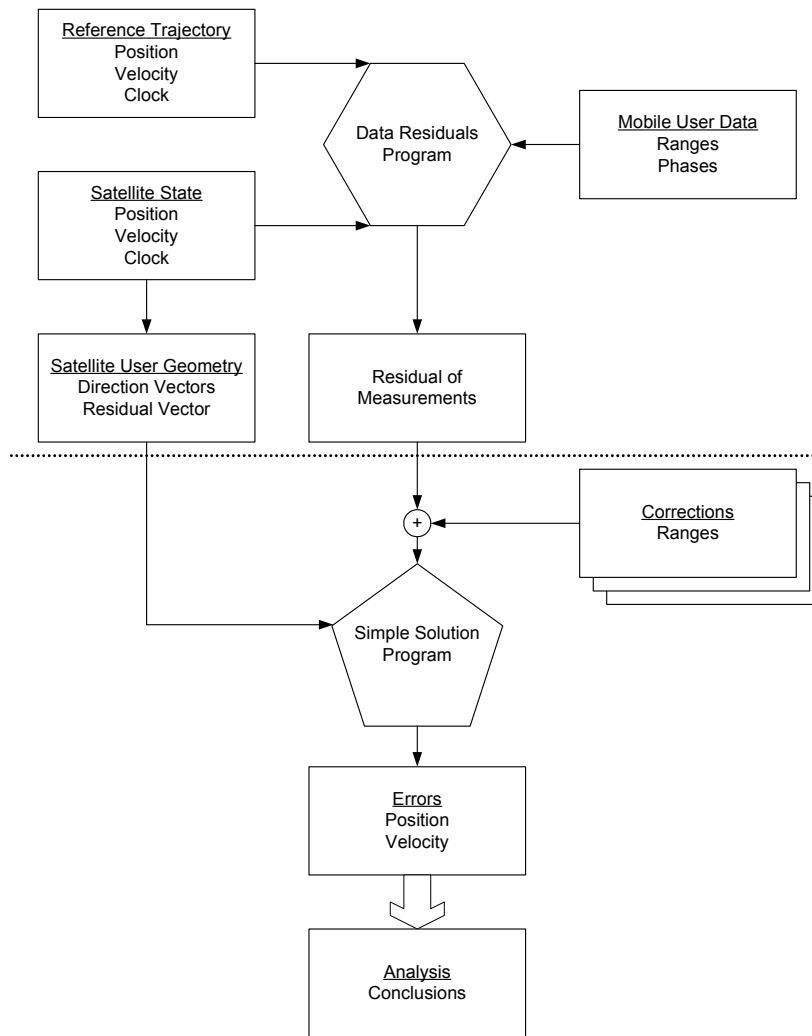 Reference Trajectory
Position
Velocity
Clock
Data Residuals
Program
Mobile User Data
Ranges
Phases
Satellite State
Position
Velocity
Clock
Satellite User Geometry
Direction Vectors
Residual Vector
Residual of
Measurements
+
Corrections
Ranges
Simple Solution
Program
Errors
Position
Velocity
Analysis
Conclusions